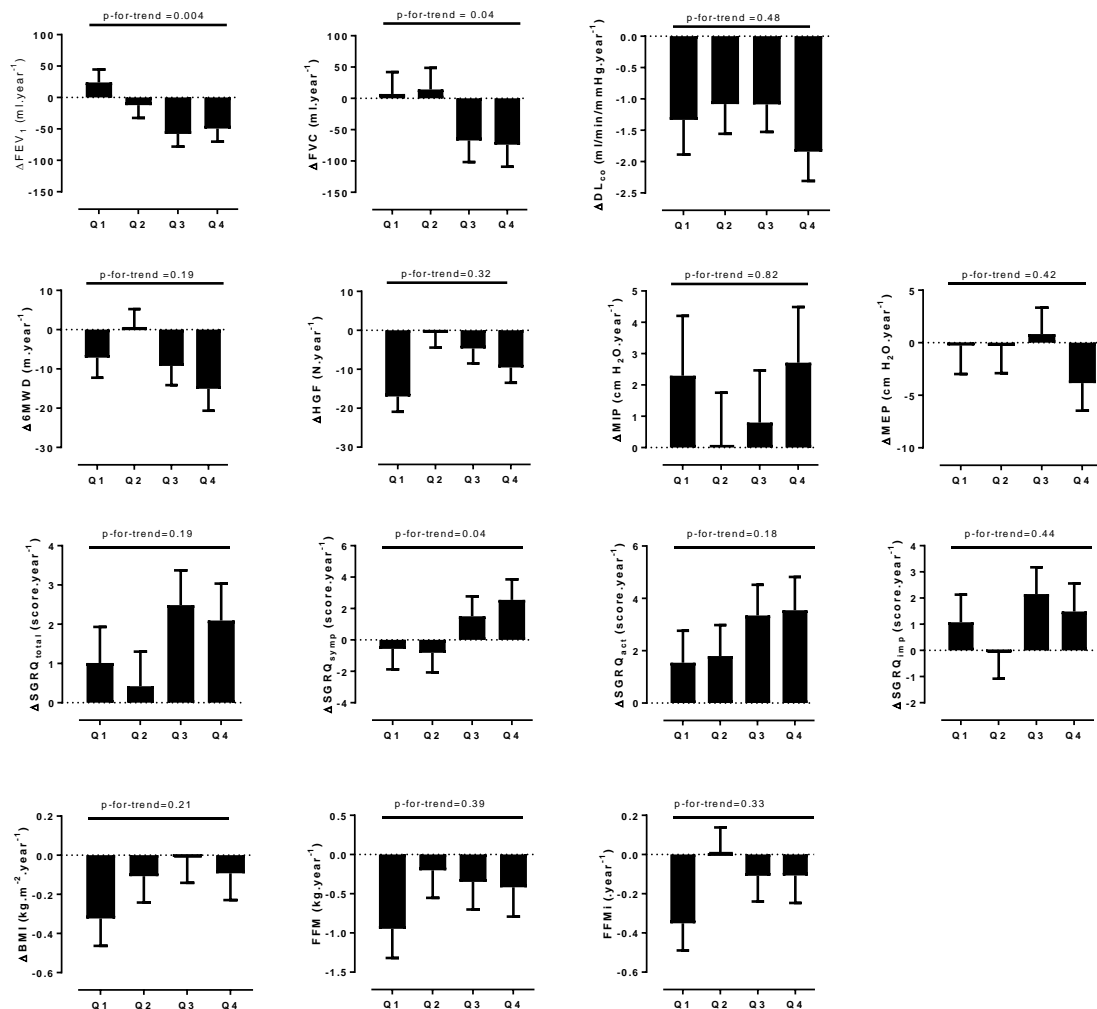 p-for-trend =0.004
ΔFEV₁ (ml.year⁻¹)
100
50
0
-50
-100
-150
Q1 Q2 Q3 Q4
p-for-trend =0.04
ΔFVC (ml.year⁻¹)
100
50
0
-50
-100
-150
Q1 Q2 Q3 Q4
p-for-trend =0.48
ΔDLco (ml/min/mmHg.year⁻¹)
0.0
-0.5
-1.0
-1.5
-2.0
-2.5
Q1 Q2 Q3 Q4
p-for-trend =0.19
Δ6MWD (m.year⁻¹)
10
0
-10
-20
-30
Q1 Q2 Q3 Q4
p-for-trend=0.32
ΔHGF (N.year⁻¹)
10
0
-10
-20
-30
Q1 Q2 Q3 Q4
p-for-trend =0.82
ΔMIP (cm H₂O.year⁻¹)
5
4
3
2
1
0
Q1 Q2 Q3 Q4
p-for-trend =0.42
ΔMEP (cm H₂O.year⁻¹)
5
0
-5
-10
Q1 Q2 Q3 Q4
p-for-trend=0.19
ΔSGRQtotal (score.year⁻¹)
4
3
2
1
0
Q1 Q2 Q3 Q4
p-for-trend=0.04
ΔSGRQsymp (score.year⁻¹)
6
4
2
0
-2
-4
Q1 Q2 Q3 Q4
p-for-trend=0.18
ΔSGRQact (score.year⁻¹)
6
4
2
0
Q1 Q2 Q3 Q4
p-for-trend=0.44
ΔSGRQimp (score.year⁻¹)
4
3
2
1
0
-1
-2
Q1 Q2 Q3 Q4
p-for-trend=0.21
ΔBMI (kg.m⁻².year⁻¹)
0.2
0.0
-0.2
-0.4
-0.6
Q1 Q2 Q3 Q4
p-for-trend=0.39
FFM (kg.year⁻¹)
0.5
0.0
-0.5
-1.0
-1.5
Q1 Q2 Q3 Q4
p-for-trend=0.33
FFMi (.year⁻¹)
0.2
0.0
-0.2
-0.4
-0.6
Q1 Q2 Q3 Q4